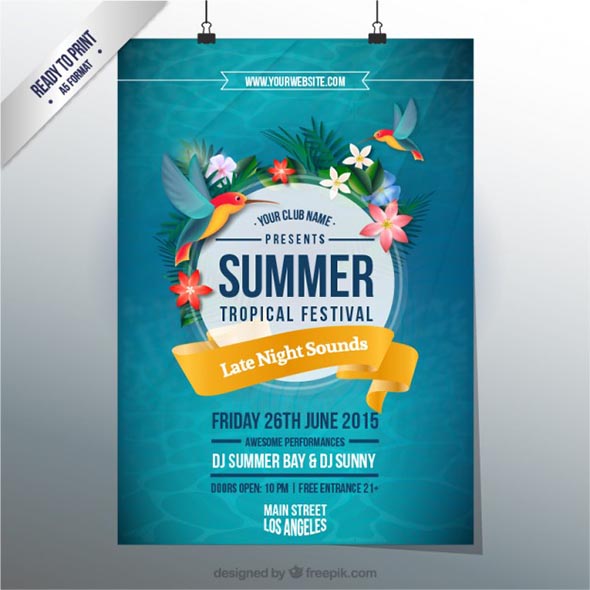 READY TO PRINT
A5 FORMAT
WWW.YOURWEBSITE.COM
· YOUR CLUB NAME ·
PRESENTS
SUMMER
TROPICAL FESTIVAL
Late Night Sounds
FRIDAY 26TH JUNE 2015
AWESOME PERFORMANCES
DJ SUMMER BAY & DJ SUNNY
DOORS OPEN: 10 PM | FREE ENTRANCE 21+
MAIN STREET
LOS ANGELES
designed by freepik.com